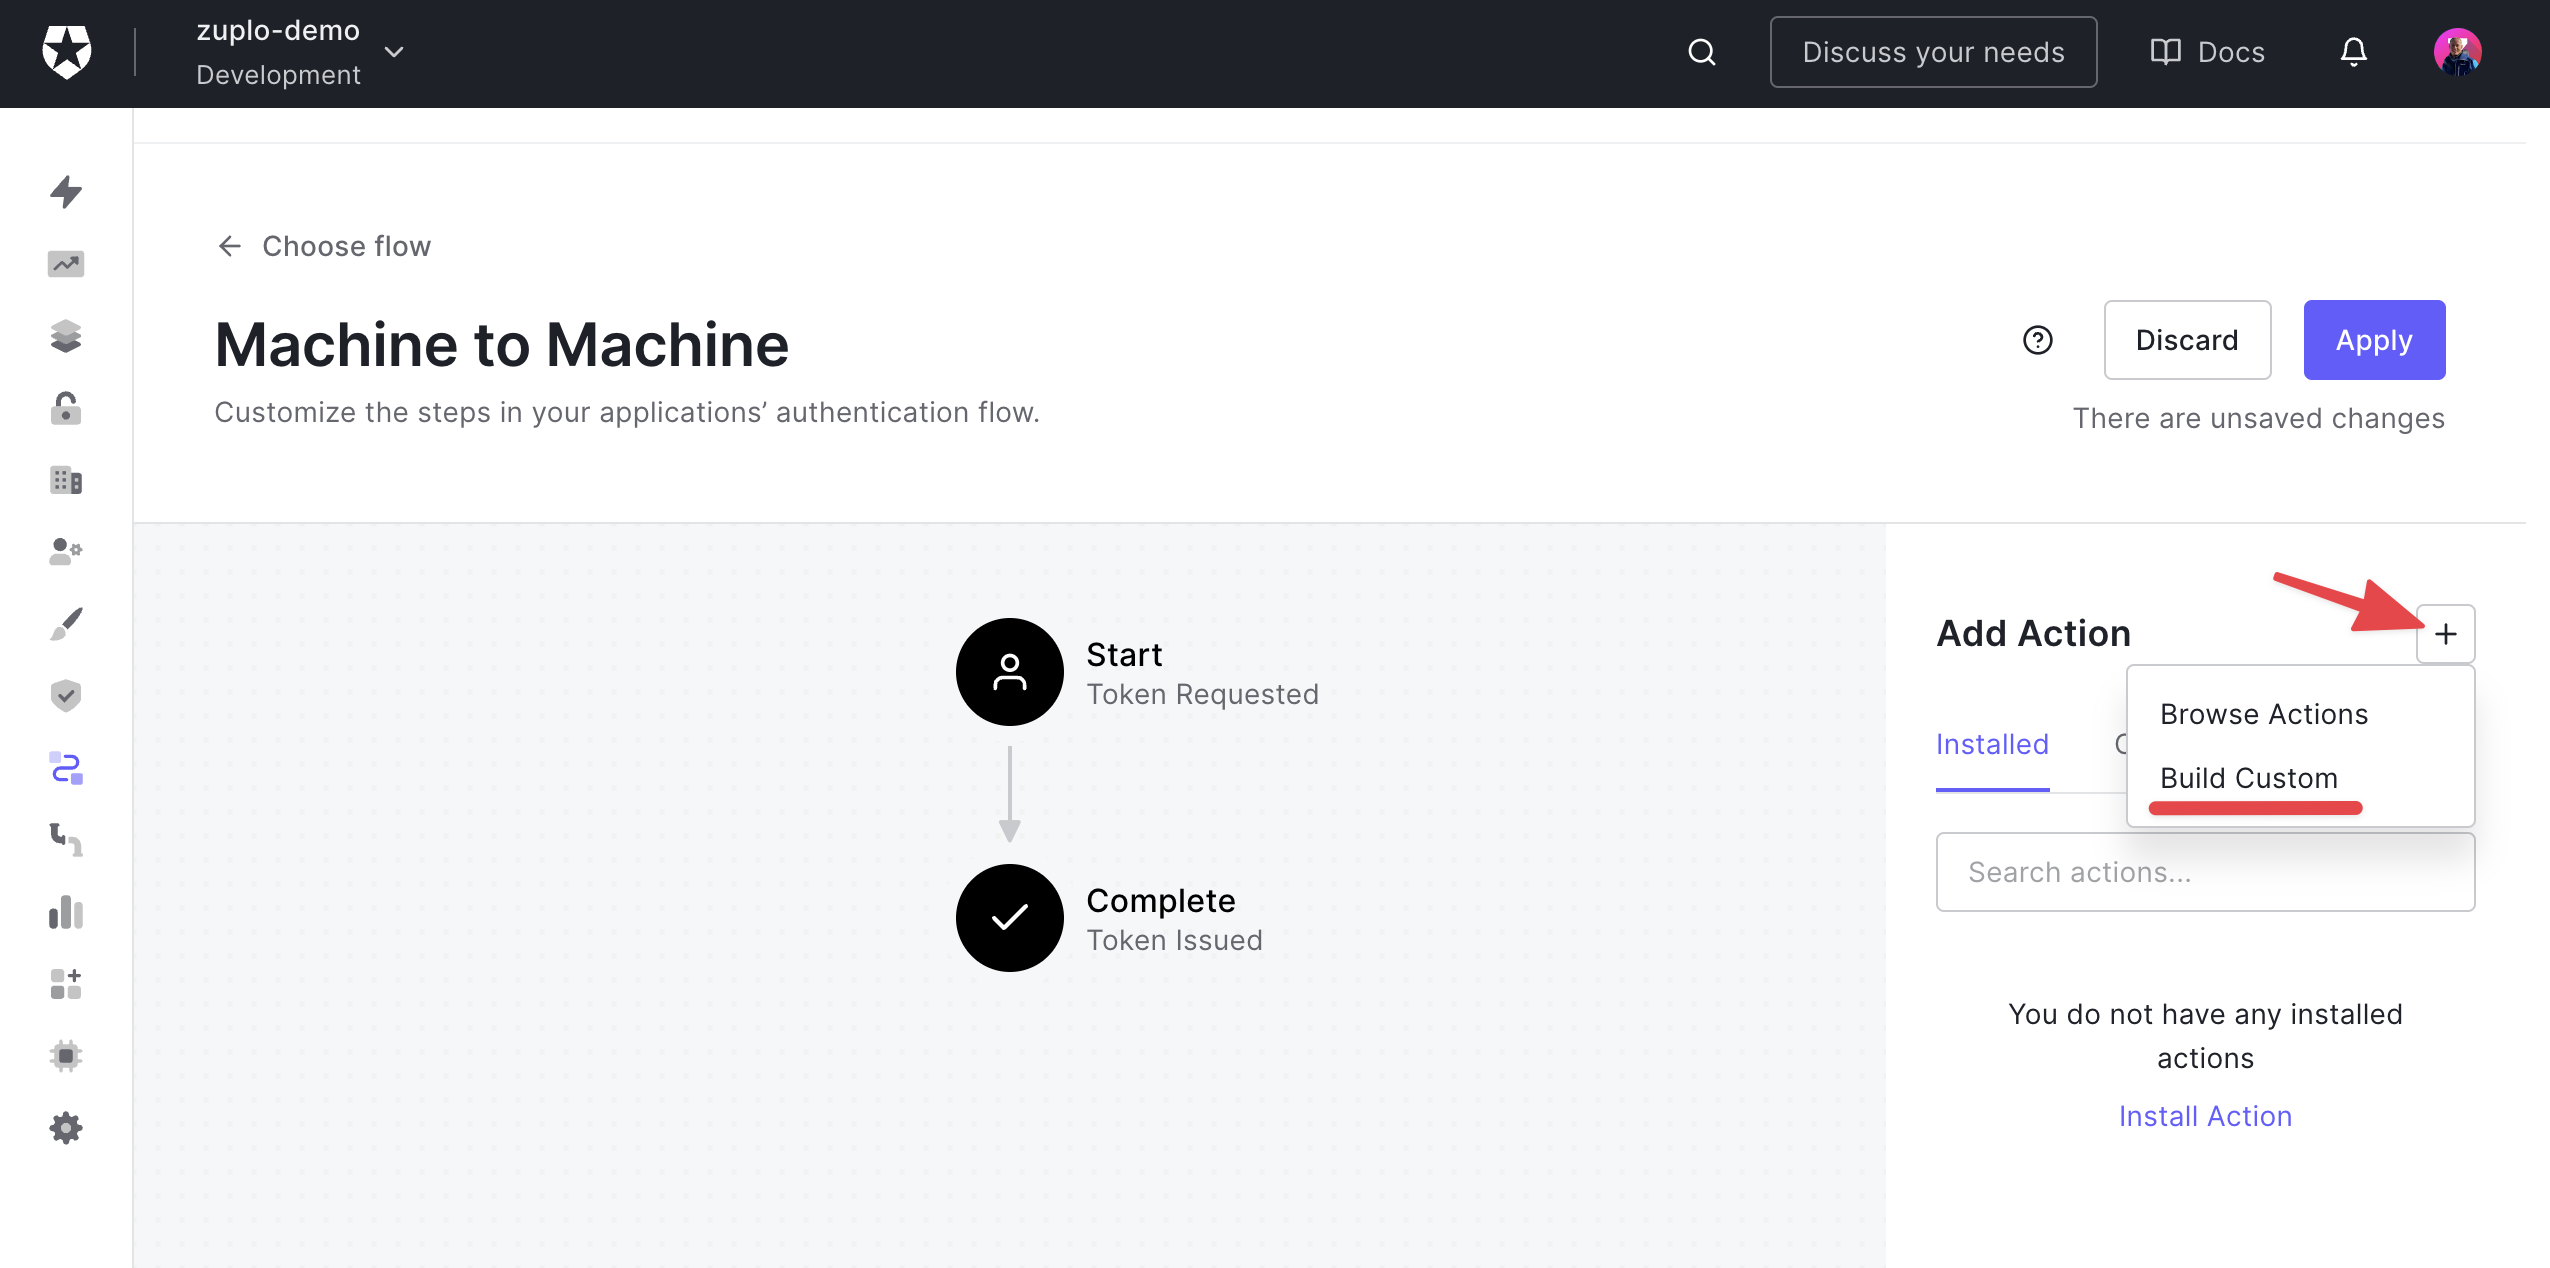 zuplo-demo
Development
Discuss your needs
Docs
Choose flow
Machine to Machine
Customize the steps in your applications’ authentication flow.
Discard
Apply
There are unsaved changes
Start
Token Requested
Complete
Token Issued
Add Action
Browse Actions
Build Custom
Installed
Search actions...
You do not have any installed
actions
Install Action